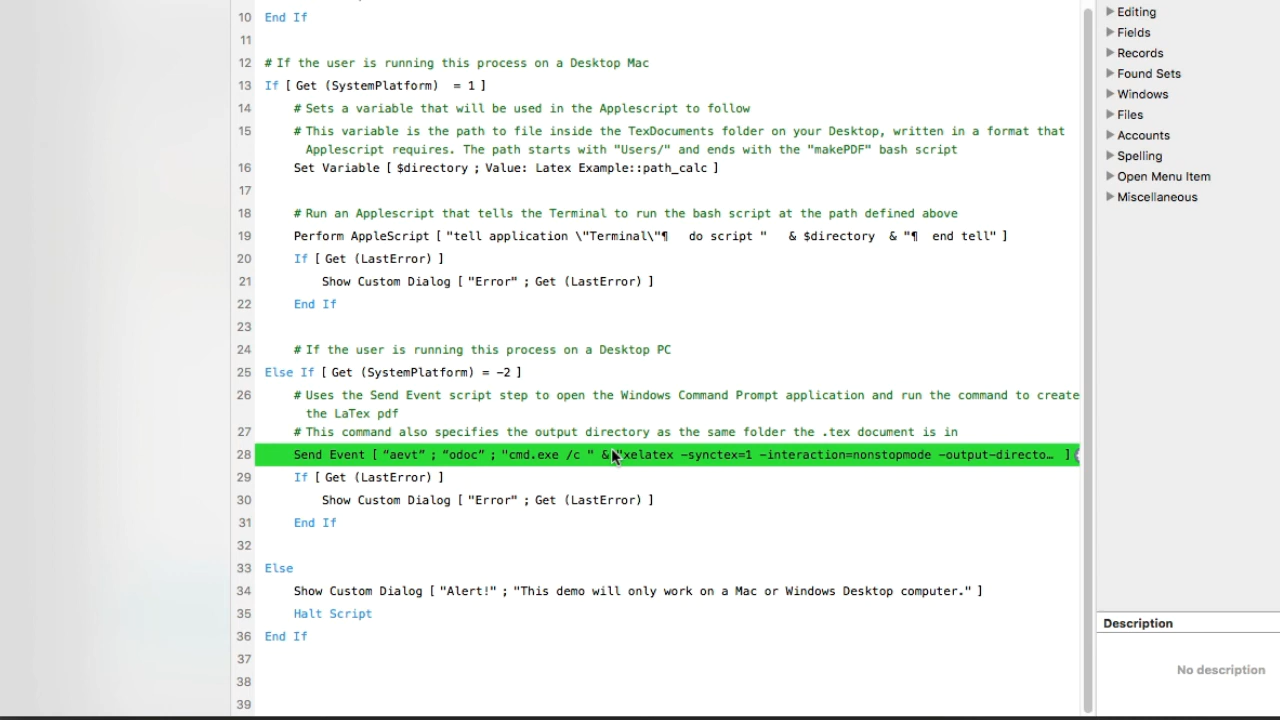 10 End If
11
12 # If the user is running this process on a Desktop Mac
13 If [ Get (SystemPlatform)  = 1 ]
14 # Sets a variable that will be used in the Applescript to follow
15 # This variable is the path to file inside the TexDocuments folder on your Desktop, written in a format that
Applescript requires. The path starts with "Users/" and ends with the "makePDF" bash script
16 Set Variable [ $directory ; Value: Latex Example::path_calc ]
17
18 # Run an Applescript that tells the Terminal to run the bash script at the path defined above
19 Perform AppleScript [ "tell application \"Terminal\"¶   do script "   & $directory  & "¶  end tell" ]
20 If [ Get (LastError) ]
21 Show Custom Dialog [ "Error" ; Get (LastError) ]
22 End If
23
24 # If the user is running this process on a Desktop PC
25 Else If [ Get (SystemPlatform) = -2 ]
26 # Uses the Send Event script step to open the Windows Command Prompt application and run the command to create
the LaTex pdf
27 # This command also specifies the output directory as the same folder the .tex document is in
28 Send Event [ "aevt" ; "odoc" ; "cmd.exe /c " & "xelatex -synctex=1 -interaction=nonstopmode -output-directo… ]
29 If [ Get (LastError) ]
30 Show Custom Dialog [ "Error" ; Get (LastError) ]
31 End If
32
33 Else
34 Show Custom Dialog [ "Alert!" ; "This demo will only work on a Mac or Windows Desktop computer." ]
35 Halt Script
36 End If
37
38
39
Editing
Fields
Records
Found Sets
Windows
Files
Accounts
Spelling
Open Menu Item
Miscellaneous
Description
No description